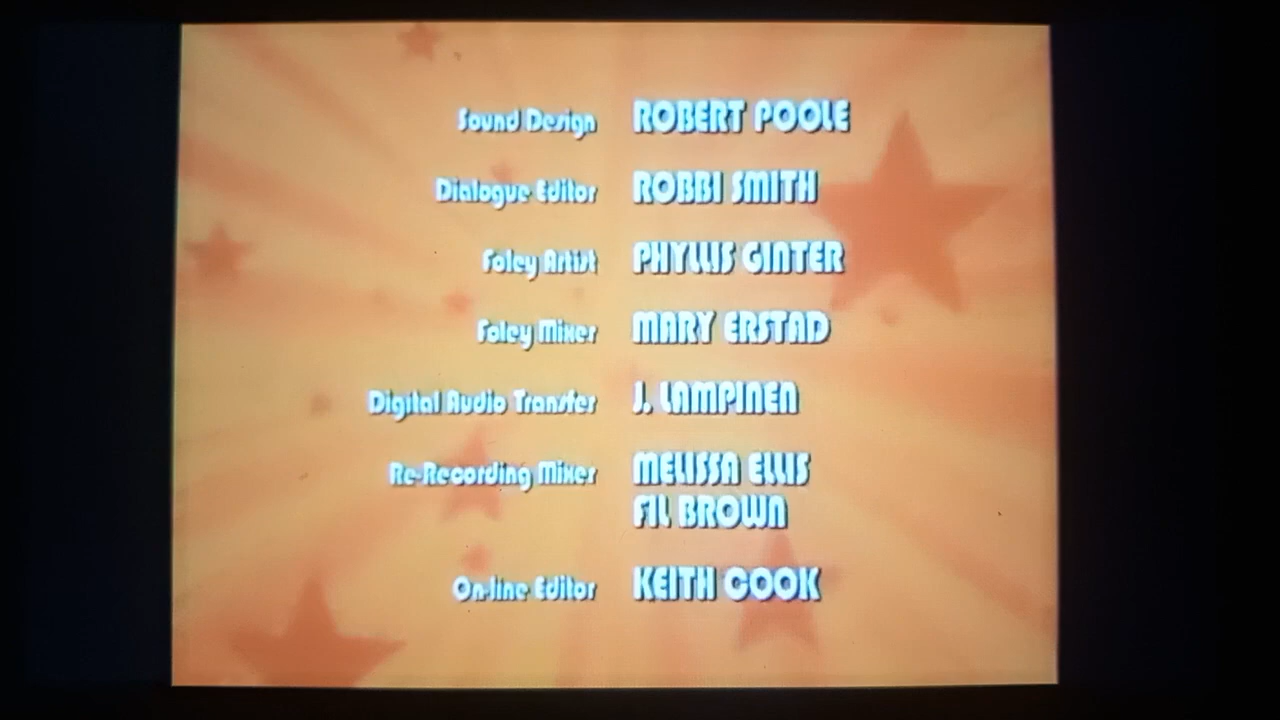 Sound Design ROBERT POOLE
Dialogue Editor ROBBI SMITH
Foley Artist PHYLLIS GINTER
Foley Mixer MARY ERSTAD
Digital Audio Transfer J. LAMPINEN
Re-Recording Mixer MELISSA ELLIS
FIL BROWN
On-line Editor KEITH COOK